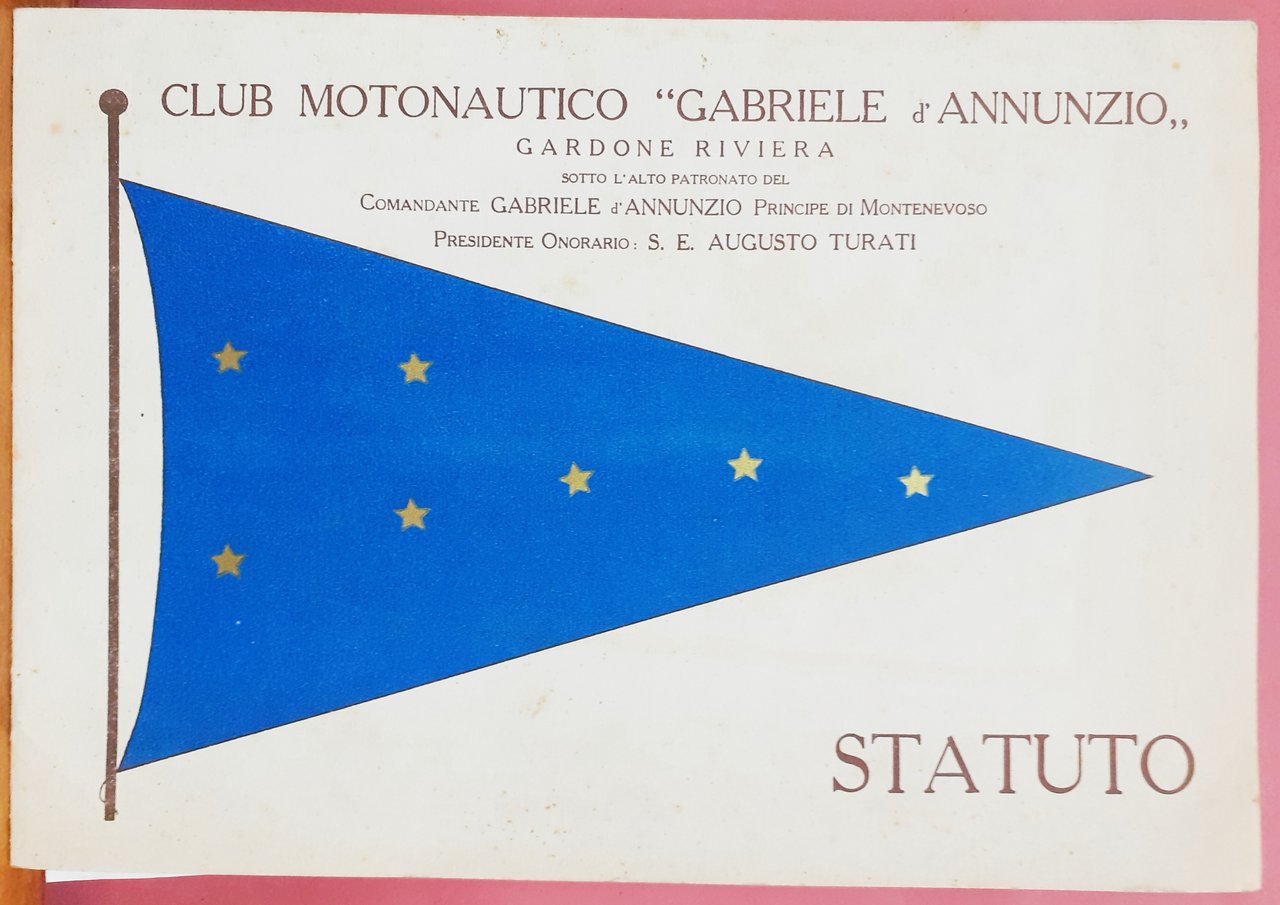 CLUB MOTONAUTICO “GABRIELE d'ANNUNZIO„
GARDONE RIVIERA
SOTTO L'ALTO PATRONATO DEL
COMANDANTE GABRIELE d'ANNUNZIO PRINCIPE DI MONTENEVOSO
PRESIDENTE ONORARIO: S. E. AUGUSTO TURATI
STATUTO